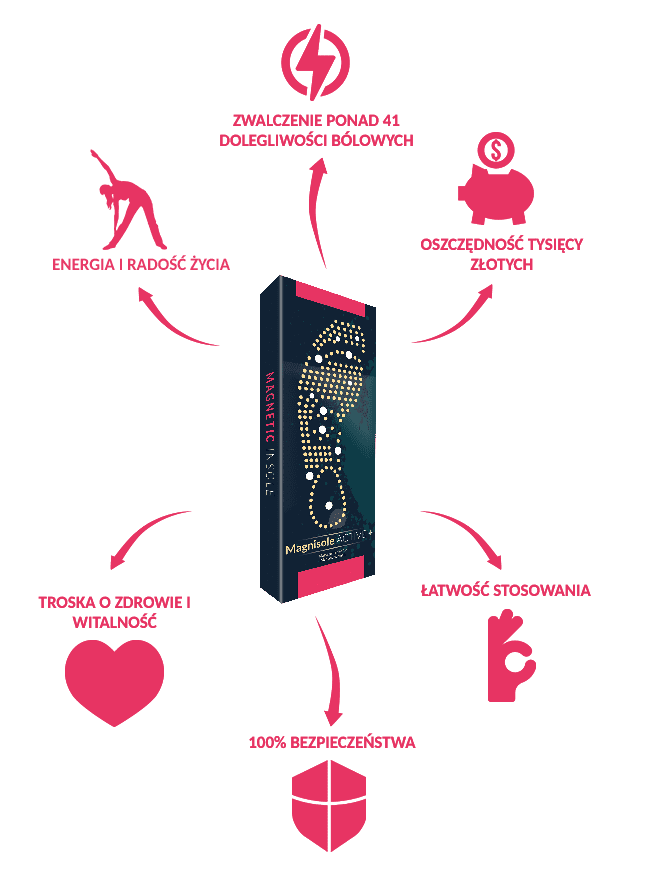 ZWALCZENIE PONAD 41
DOLEGLIWOŚCI BÓLOWYCH
ENERGIA I RADOŚĆ ŻYCIA
OSZCZĘDNOŚĆ TYSIĘCY
ZŁOTYCH
MAGNETIC INSOLE
Magnisole ACTIVE+
TROSKA O ZDROWIE I
WITALNOŚĆ
ŁATWOŚĆ STOSOWANIA
100% BEZPIECZEŃSTWA